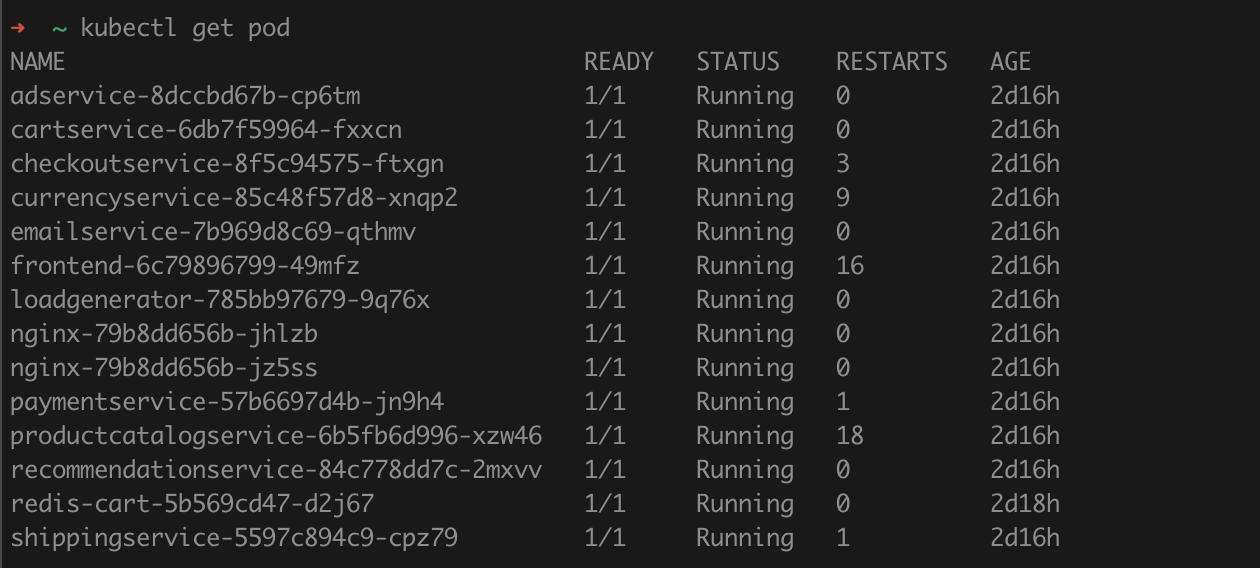 ➜ ~ kubectl get pod
NAME READY STATUS RESTARTS AGE
adservice-8dccbd67b-cp6tm 1/1 Running 0 2d16h
cartservice-6db7f59964-fxxcn 1/1 Running 0 2d16h
checkoutservice-8f5c94575-ftxgn 1/1 Running 3 2d16h
currencyservice-85c48f57d8-xnqp2 1/1 Running 9 2d16h
emailservice-7b969d8c69-qthmv 1/1 Running 0 2d16h
frontend-6c79896799-49mfz 1/1 Running 16 2d16h
loadgenerator-785bb97679-9q76x 1/1 Running 0 2d16h
nginx-79b8dd656b-jhlzb 1/1 Running 0 2d16h
nginx-79b8dd656b-jz5ss 1/1 Running 0 2d16h
paymentservice-57b6697d4b-jn9h4 1/1 Running 1 2d16h
productcatalogservice-6b5fb6d996-xzw46 1/1 Running 18 2d16h
recommendationservice-84c778dd7c-2mxvv 1/1 Running 0 2d16h
redis-cart-5b569cd47-d2j67 1/1 Running 0 2d18h
shippingservice-5597c894c9-cpz79 1/1 Running 1 2d16h